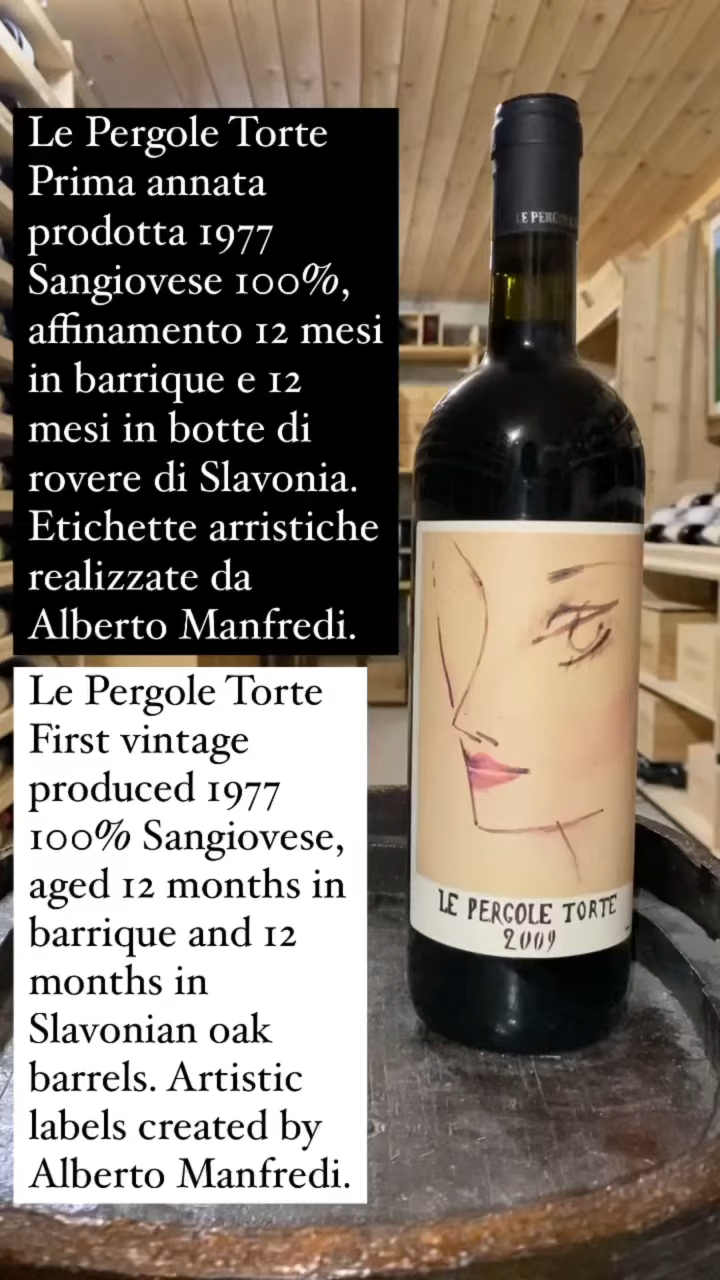 Le Pergole Torte
Prima annata
prodotta 1977
Sangiovese 100%,
affinamento 12 mesi
in barrique e 12
mesi in botte di
rovere di Slavonia.
Etichette arristiche
realizzate da
Alberto Manfredi.
Le Pergole Torte
First vintage
produced 1977
100% Sangiovese,
aged 12 months in
barrique and 12
months in
Slavonian oak
barrels. Artistic
labels created by
Alberto Manfredi.
LE PERGOLE TORTE
2009